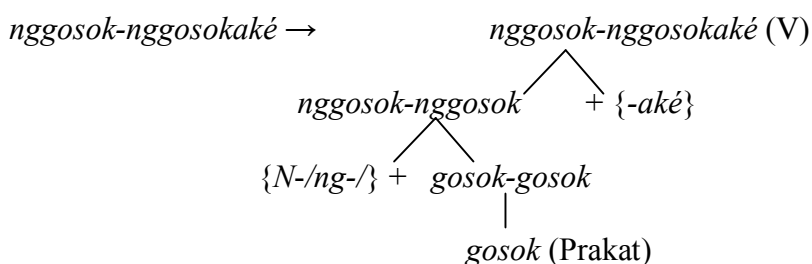 nggosok-nggosokaké → nggosok-nggosokaké (V)
nggosok-nggosok + {-aké}
{N-/ng-/} + gosok-gosok
gosok (Prakat)